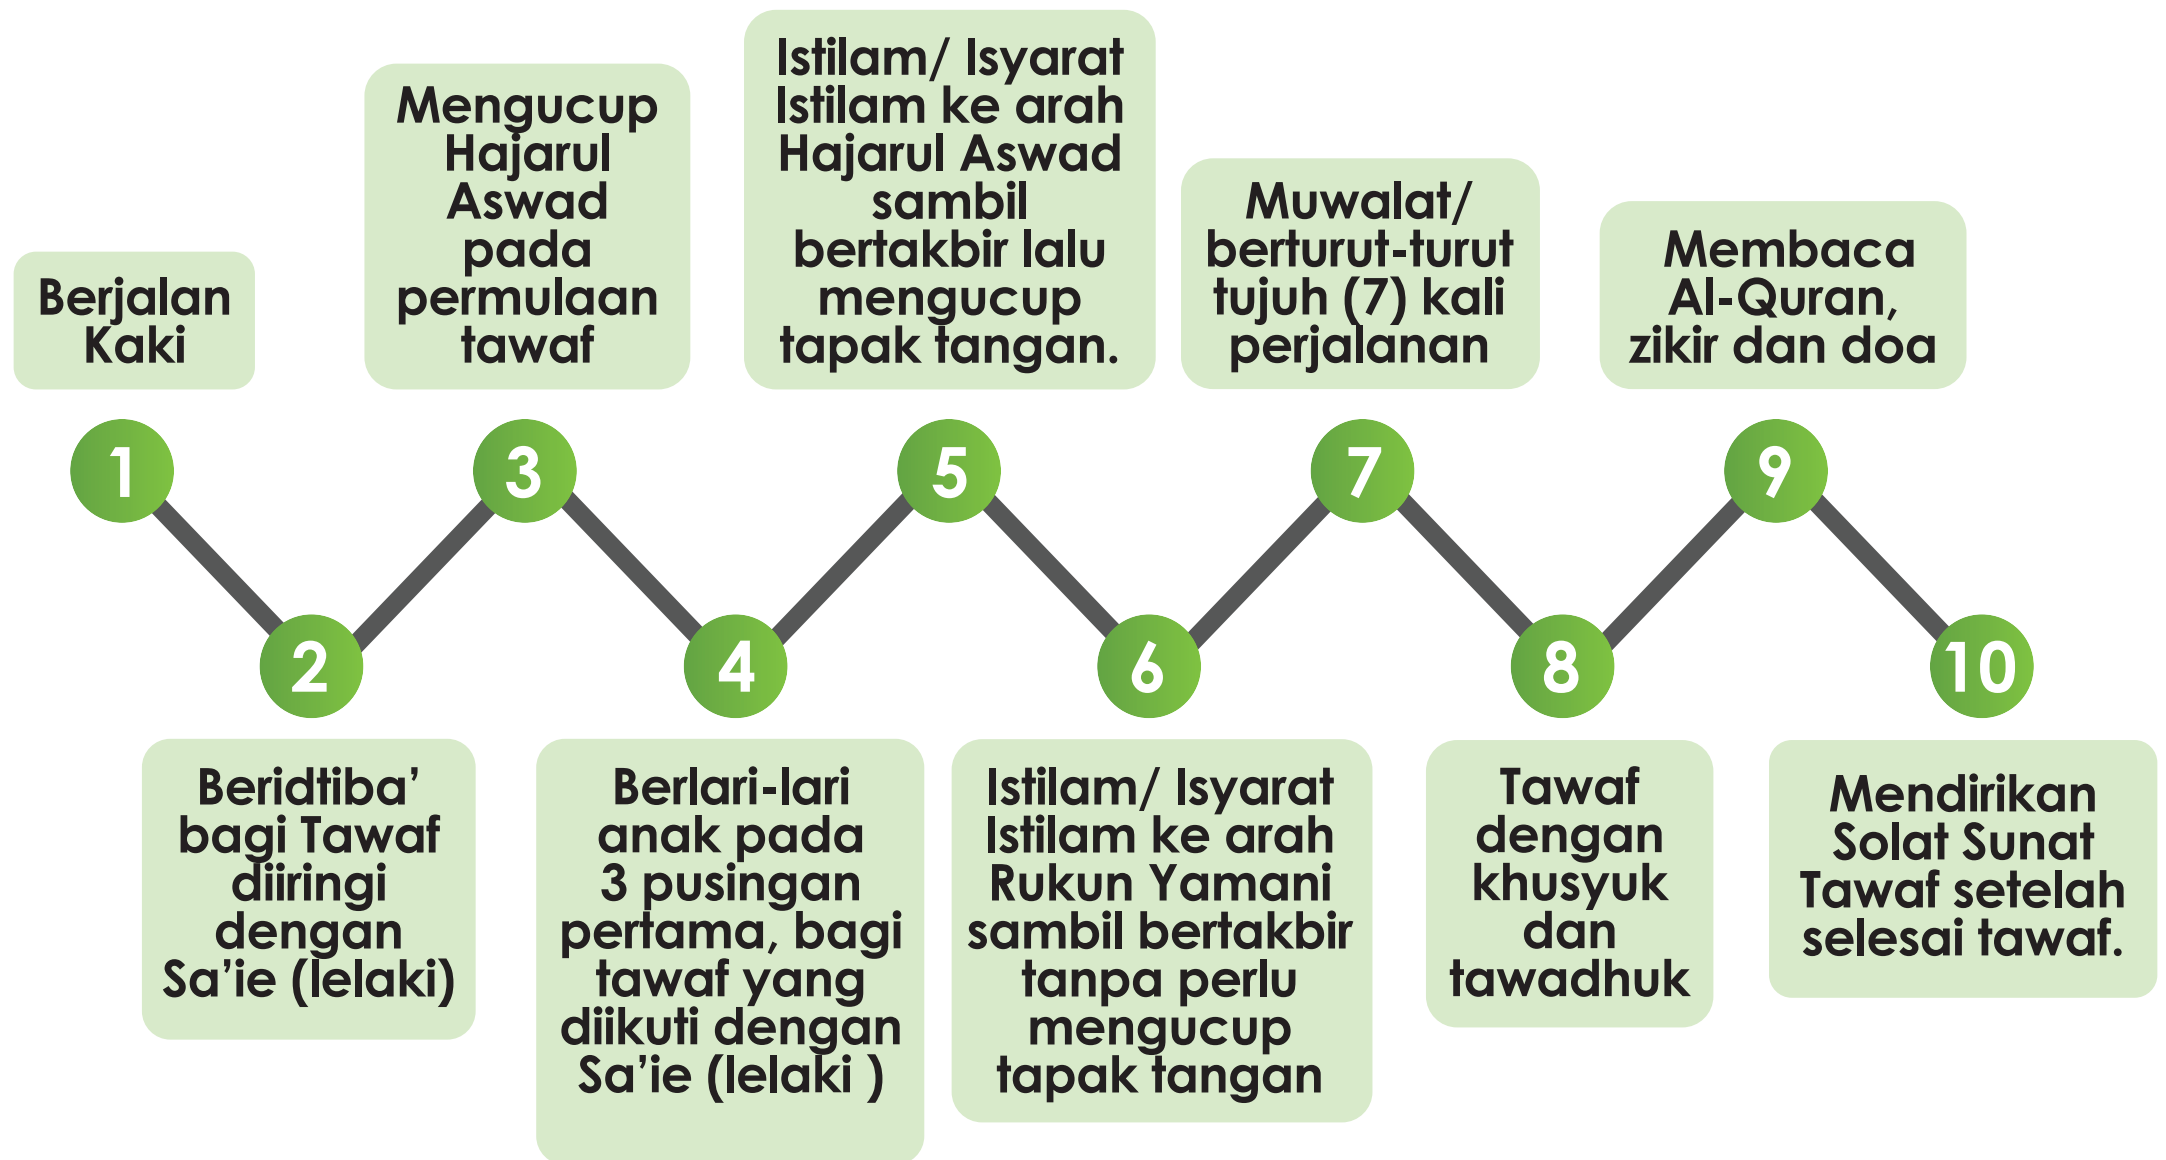 1
Berjalan
Kaki
2
Beridtiba’
bagi Tawaf
diiringi
dengan
Sa’ie (lelaki)
3
Mengucup
Hajarul
Aswad
pada
permulaan
tawaf
4
Berlari-lari
anak pada
3 pusingan
pertama, bagi
tawaf yang
diikuti dengan
Sa’ie (lelaki )
5
Istilam/ Isyarat
Istilam ke arah
Hajarul Aswad
sambil
bertakbir lalu
mengucup
tapak tangan.
6
Istilam/ Isyarat
Istilam ke arah
Rukun Yamani
sambil bertakbir
tanpa perlu
mengucup
tapak tangan
7
Muwalat/
berturut-turut
tujuh (7) kali
perjalanan
8
Tawaf
dengan
khusyuk
dan
tawadhuk
9
Membaca
Al-Quran,
zikir dan doa
10
Mendirikan
Solat Sunat
Tawaf setelah
selesai tawaf.